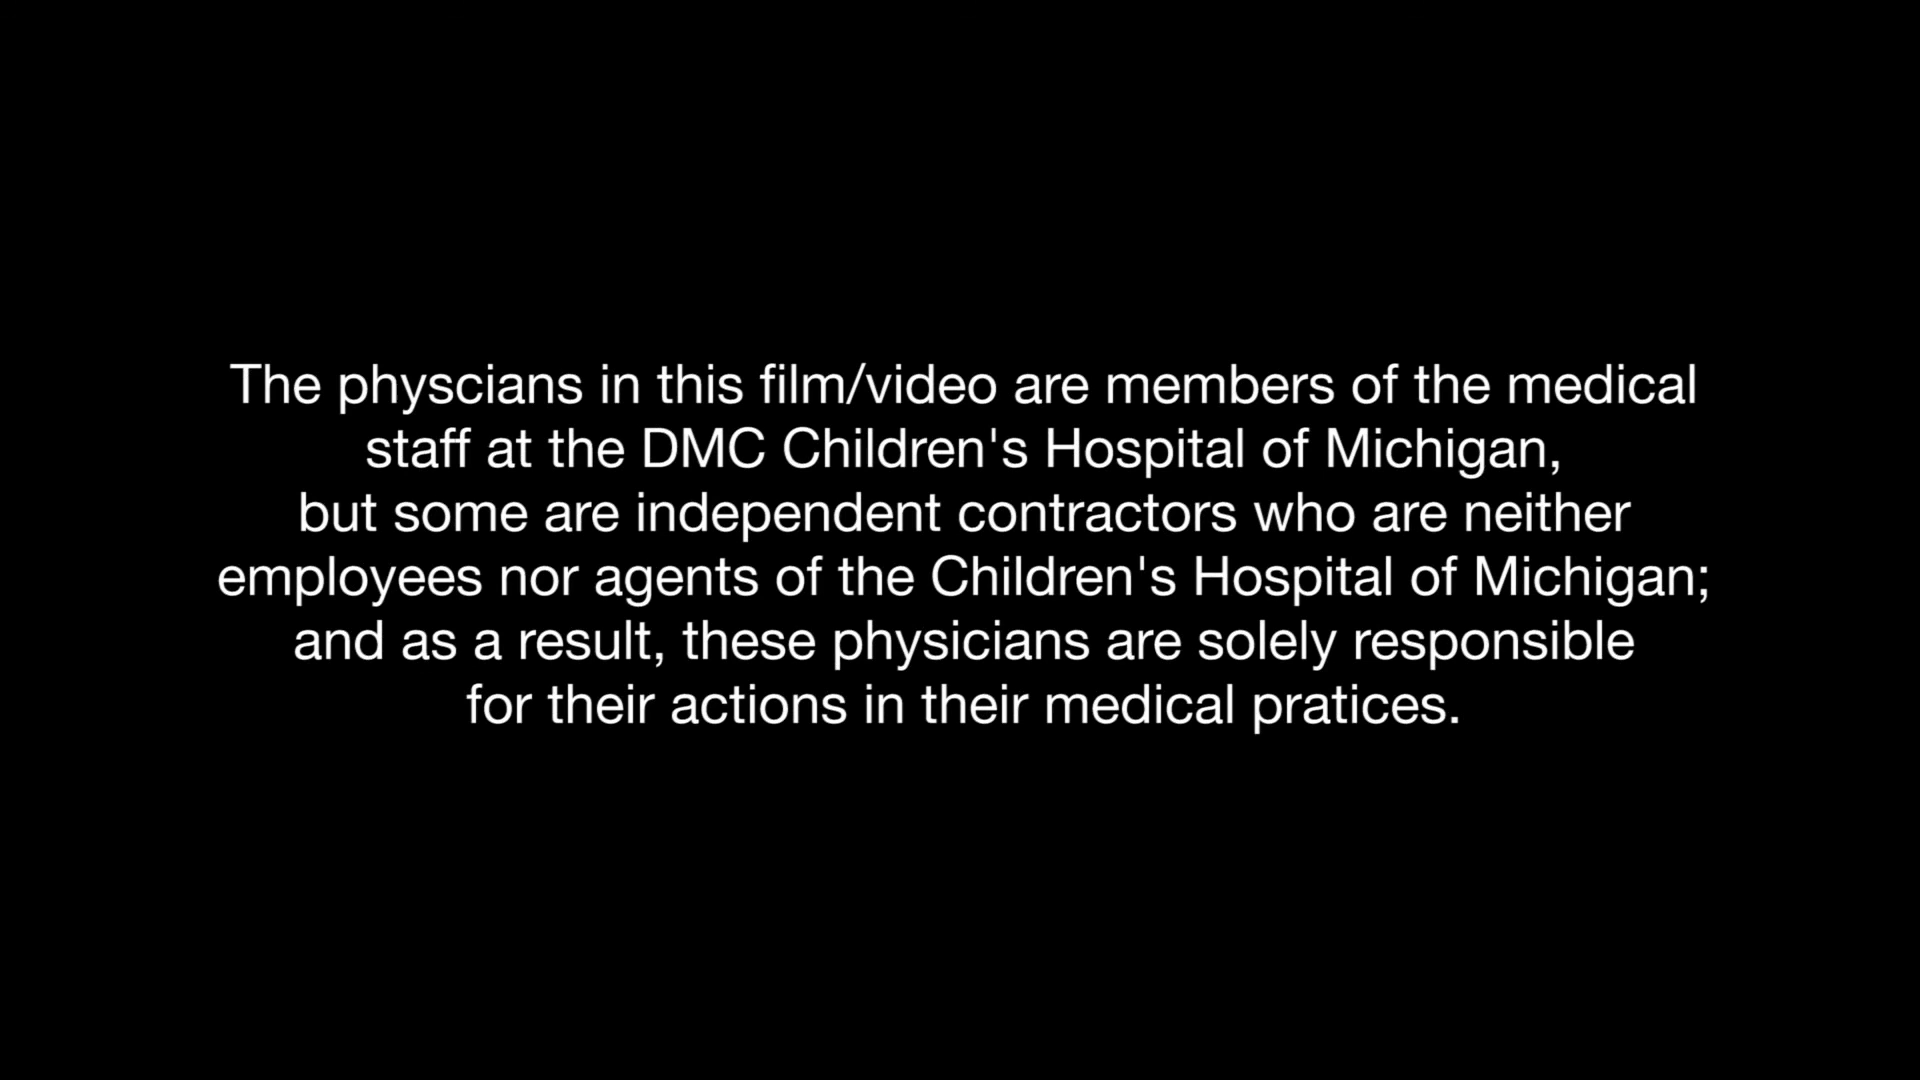 The physcians in this film/video are members of the medical
staff at the DMC Children's Hospital of Michigan,
but some are independent contractors who are neither
employees nor agents of the Children's Hospital of Michigan;
and as a result, these physicians are solely responsible
for their actions in their medical pratices.